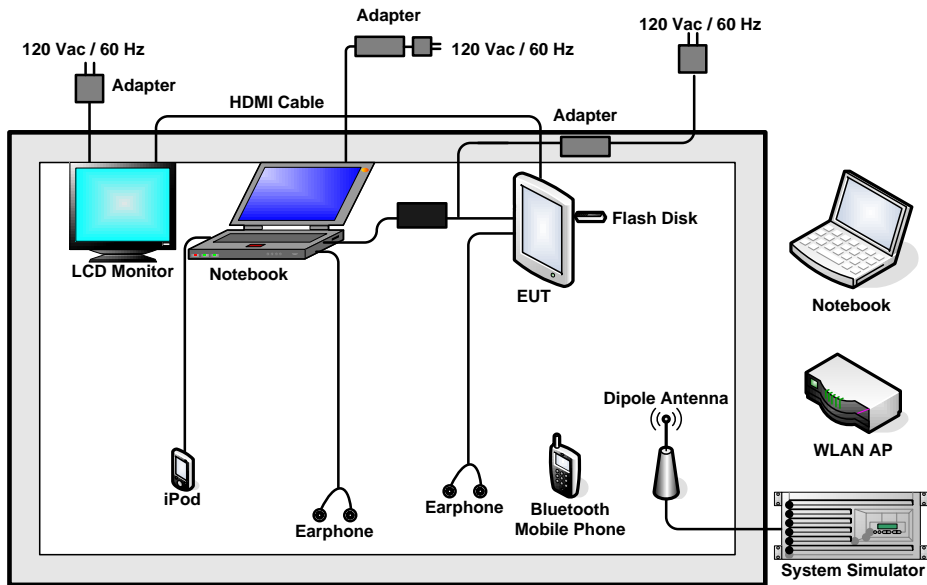 Adapter
120 Vac / 60 Hz
120 Vac / 60 Hz
120 Vac / 60 Hz
Adapter
HDMI Cable
Adapter
Flash Disk
LCD Monitor
Notebook
EUT
Notebook
Dipole Antenna
WLAN AP
iPod
Earphone
Earphone
Bluetooth
Mobile Phone
System Simulator